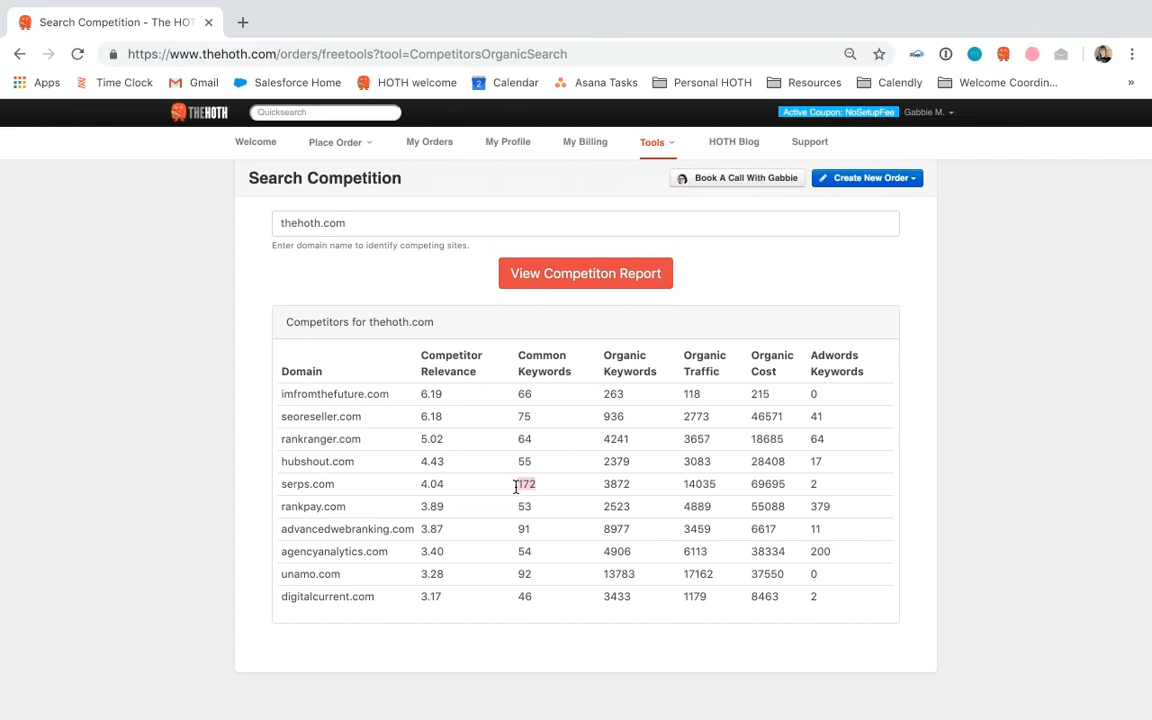 Search Competition - The HOT
https://www.thehoth.com/orders/freetools?tool=CompetitorsOrganicSearch
Apps Time Clock Gmail Salesforce Home HOTH welcome 2 Calendar Asana Tasks Personal HOTH Resources Calendly Welcome Coordin... »
THEHOTH Quicksearch Active Coupon: NoSetupFee Gabbie M.
Welcome Place Order My Orders My Profile My Billing Tools HOTH Blog Support
Search Competition Book A Call With Gabbie Create New Order
thehoth.com
Enter domain name to identify competing sites.
View Competiton Report
Competitors for thehoth.com
Domain Competitor Relevance Common Keywords Organic Keywords Organic Traffic Organic Cost Adwords Keywords
imfromthefuture.com 6.19 66 263 118 215 0
seoreseller.com 6.18 75 936 2773 46571 41
rankranger.com 5.02 64 4241 3657 18685 64
hubshout.com 4.43 55 2379 3083 28408 17
serps.com 4.04 172 3872 14035 69695 2
rankpay.com 3.89 53 2523 4889 55088 379
advancedwebranking.com 3.87 91 8977 3459 6617 11
agencyanalytics.com 3.40 54 4906 6113 38334 200
unamo.com 3.28 92 13783 17162 37550 0
digitalcurrent.com 3.17 46 3433 1179 8463 2